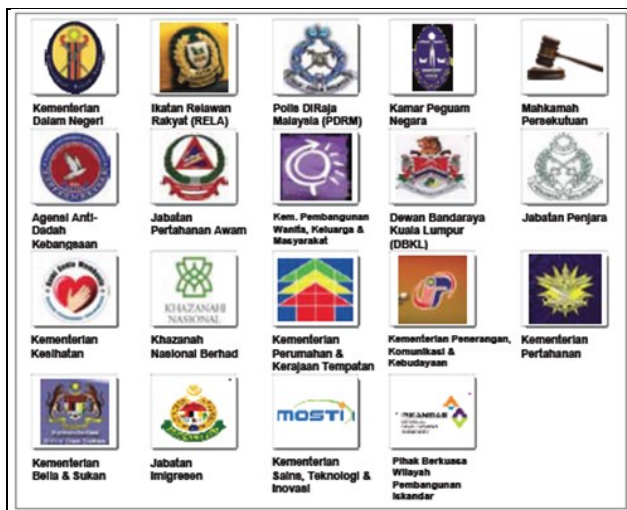 Kementerian
Dalam Negeri
Ikatan Relawan
Rakyat (RELA)
Polis DiRaja
Malaysia (PDRM)
Kamar Peguam
Negara
Mahkamah
Persekutuan
Agensi Anti-
Dadah
Kebangsaan
Jabatan
Pertahanan Awam
Kem. Pembangunan
Wanita, Keluarga &
Masyarakat
Dewan Bandaraya
Kuala Lumpur
(DBKL)
Jabatan Penjara
KHAZANAH
NASIONAL
Kementerian
Kesihatan
Khazanah
Nasional Berhad
Kementerian
Perumahan &
Kerajaan Tempatan
Kementerian Penerangan,
Komunikasi &
Kebudayaan
Kementerian
Pertahanan
MOSTI
ISKANDAR
Kementerian
Belia & Sukan
Jabatan
Imigresen
Kementerian
Sains, Teknologi &
Inovasi
Pihak Berkuasa
Wilayah
Pembangunan
Iskandar